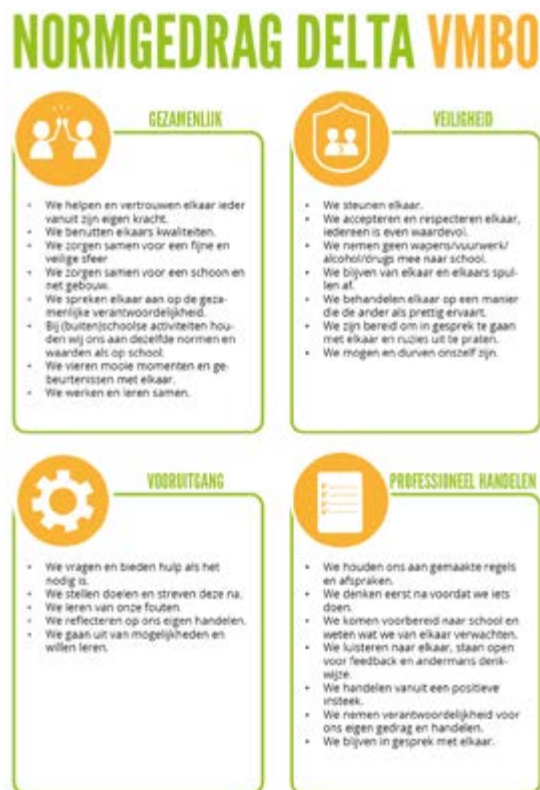 NORMGEDRAG DELTA VMBO
GEZAMENLIJK
• We helpen en vertrouwen elkaar ieder
vanuit zijn eigen kracht.
• We benutten elkaars kwaliteiten.
• We zorgen samen voor een fijne en
veilige sfeer
• We zorgen samen voor een schoon en
net gebouw.
• We spreken elkaar aan op de geza-
menlijke verantwoordelijkheid.
• Bij (buiten)schoolse activiteiten hou-
den wij ons aan dezelfde normen en
waarden als op school.
• We vieren mooie momenten en ge-
beurtenissen met elkaar.
• We werken en leren samen.
VEILIGHEID
• We steunen elkaar.
• We accepteren en respecteren elkaar,
iedereen is even waardevol.
• We nemen geen wapens/vuurwerk/
alcohol/drugs mee naar school.
• We blijven van elkaar en elkaars spul-
len af.
• We behandelen elkaar op een manier
die de ander als prettig ervaart.
• We zijn bereid om in gesprek te gaan
met elkaar en ruzies uit te praten.
• We mogen en durven onszelf zijn.
VOORUITGANG
• We vragen en bieden hulp als het
nodig is.
• We stellen doelen en streven deze na.
• We leren van onze fouten.
• We reflecteren op ons eigen handelen.
• We gaan uit van mogelijkheden en
willen leren.
PROFESSIONEEL HANDELEN
• We houden ons aan gemaakte regels
en afspraken.
• We denken eerst na voordat we iets
doen.
• We komen voorbereid naar school en
weten wat we van elkaar verwachten.
• We luisteren naar elkaar, staan open
voor feedback en andermans denk-
wijze.
• We handelen vanuit een positieve
insteek.
• We nemen verantwoordelijkheid voor
ons eigen gedrag en handelen.
• We blijven in gesprek met elkaar.